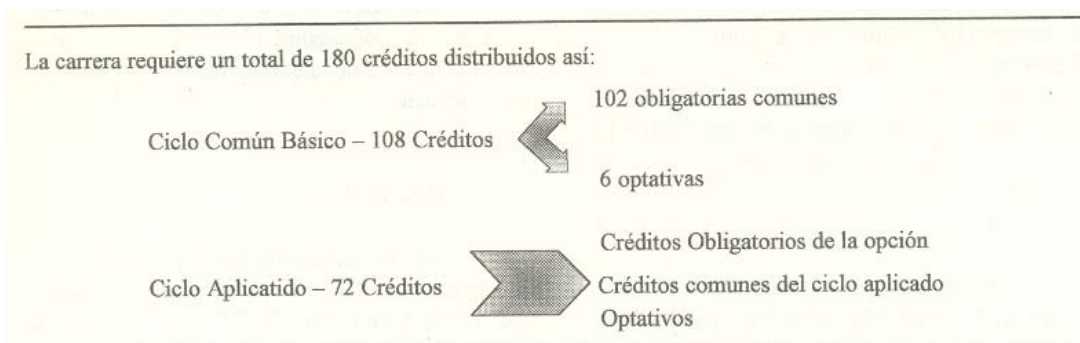 La carrera requiere un total de 180 créditos distribuidos así:
102 obligatorias comunes
Ciclo Común Básico – 108 Créditos
6 optativas
Créditos Obligatorios de la opción
Ciclo Aplicatido – 72 Créditos
Créditos comunes del ciclo aplicado
Optativos